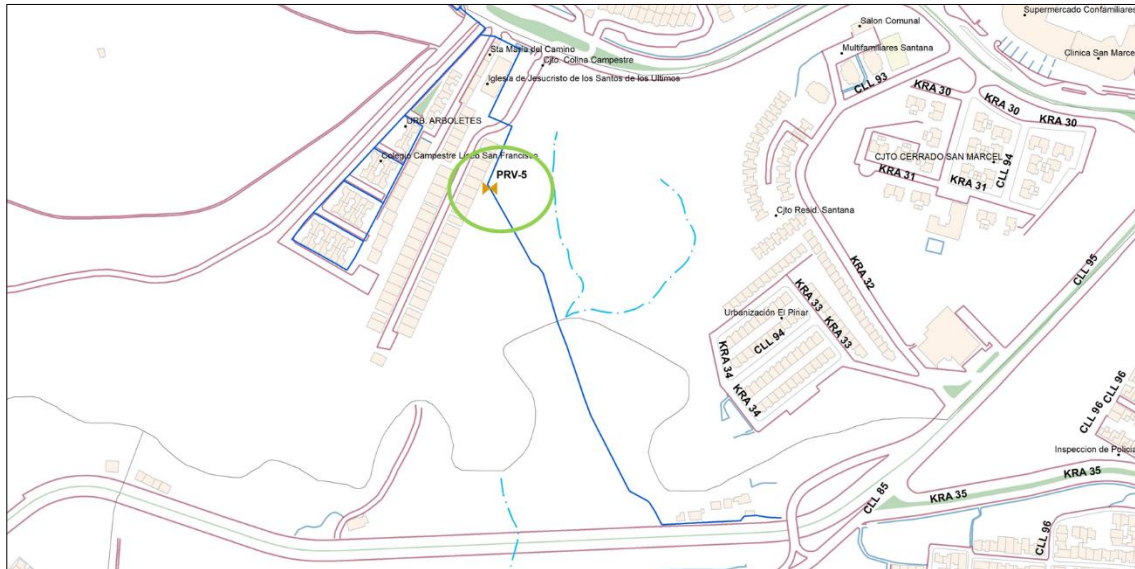 Supermercado Confamiliares
Salon Comunal
Sta Maria del Camino
Multifamiliares Santana
Clinica San Marcel
Cjto. Colina Campestre
Iglesia de Jesucristo de los Santos de los Ultimos
CLL 93
KRA 30
KRA 30
KRA 30
URB. ARBOLETES
Colegio Campestre Liceo San Francisco
CJTO CERRADO SAN MARCEL
CLL 94
PRV-5
KRA 31
KRA 31
Cjto Resid. Santana
KRA 32
CLL 95
KRA 33
Urbanización El Pinar
CLL 94
KRA 33
KRA 34
KRA 34
CLL 96
CLL 96
Inspeccion de Policia
KRA 35
KRA 35
CLL 85
CLL 96